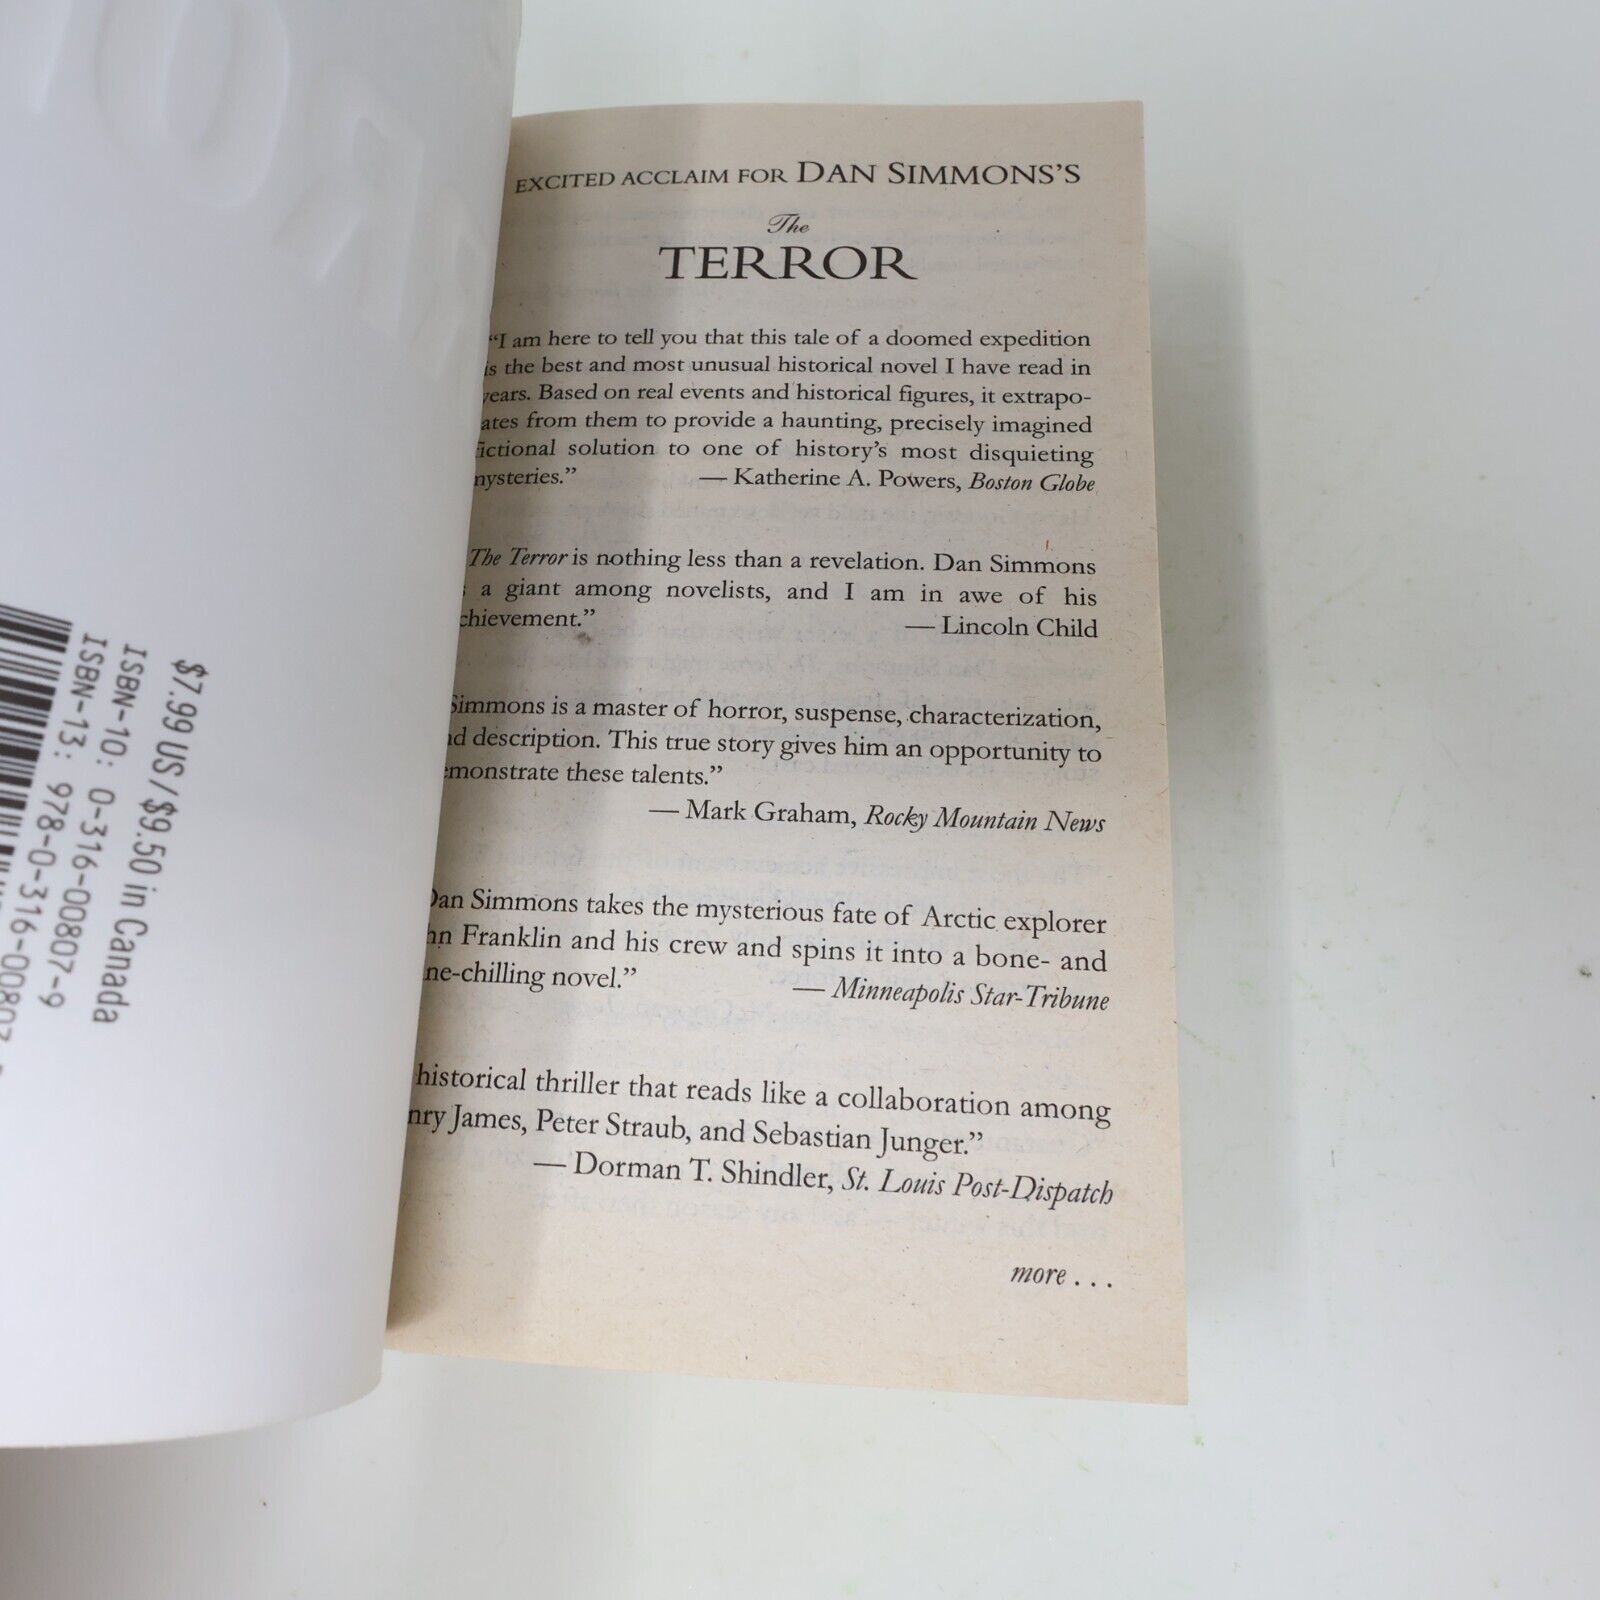 $7.99 US/$9.50 in Canada
ISBN-10: 0-316-00807-9
ISBN-13: 978-0-316-00807
EXCITED ACCLAIM FOR DAN SIMMONS'S
The
TERROR
“I am here to tell you that this tale of a doomed expedition
is the best and most unusual historical novel I have read in
years. Based on real events and historical figures, it extrapo-
ates from them to provide a haunting, precisely imagined
fictional solution to one of history’s most disquieting
mysteries.” — Katherine A. Powers, Boston Globe
The Terror is nothing less than a revelation. Dan Simmons
a giant among novelists, and I am in awe of his
chievement.” — Lincoln Child
Simmons is a master of horror, suspense, characterization,
nd description. This true story gives him an opportunity to
emonstrate these talents.”
— Mark Graham, Rocky Mountain News
Dan Simmons takes the mysterious fate of Arctic explorer
hn Franklin and his crew and spins it into a bone- and
ne-chilling novel.” — Minneapolis Star-Tribune
historical thriller that reads like a collaboration among
nry James, Peter Straub, and Sebastian Junger.”
— Dorman T. Shindler, St. Louis Post-Dispatch
more . . .